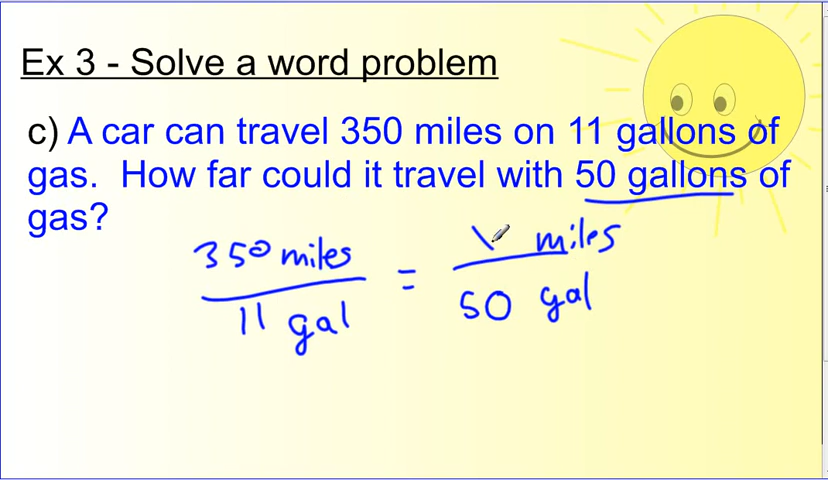 Ex 3 - Solve a word problem
c) A car can travel 350 miles on 11 gallons of
gas. How far could it travel with 50 gallons of
gas?
350 miles = miles
11 gal 50 gal